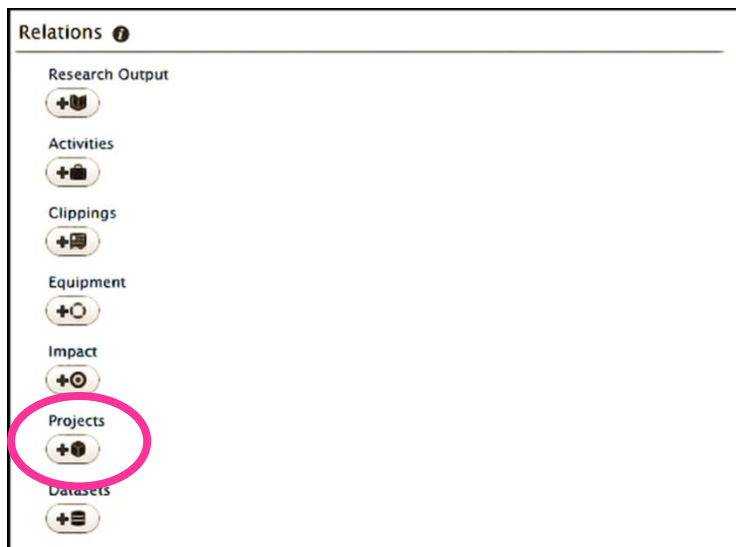 Relations
Research Output
Activities
Clippings
Equipment
Impact
Projects
Datasets